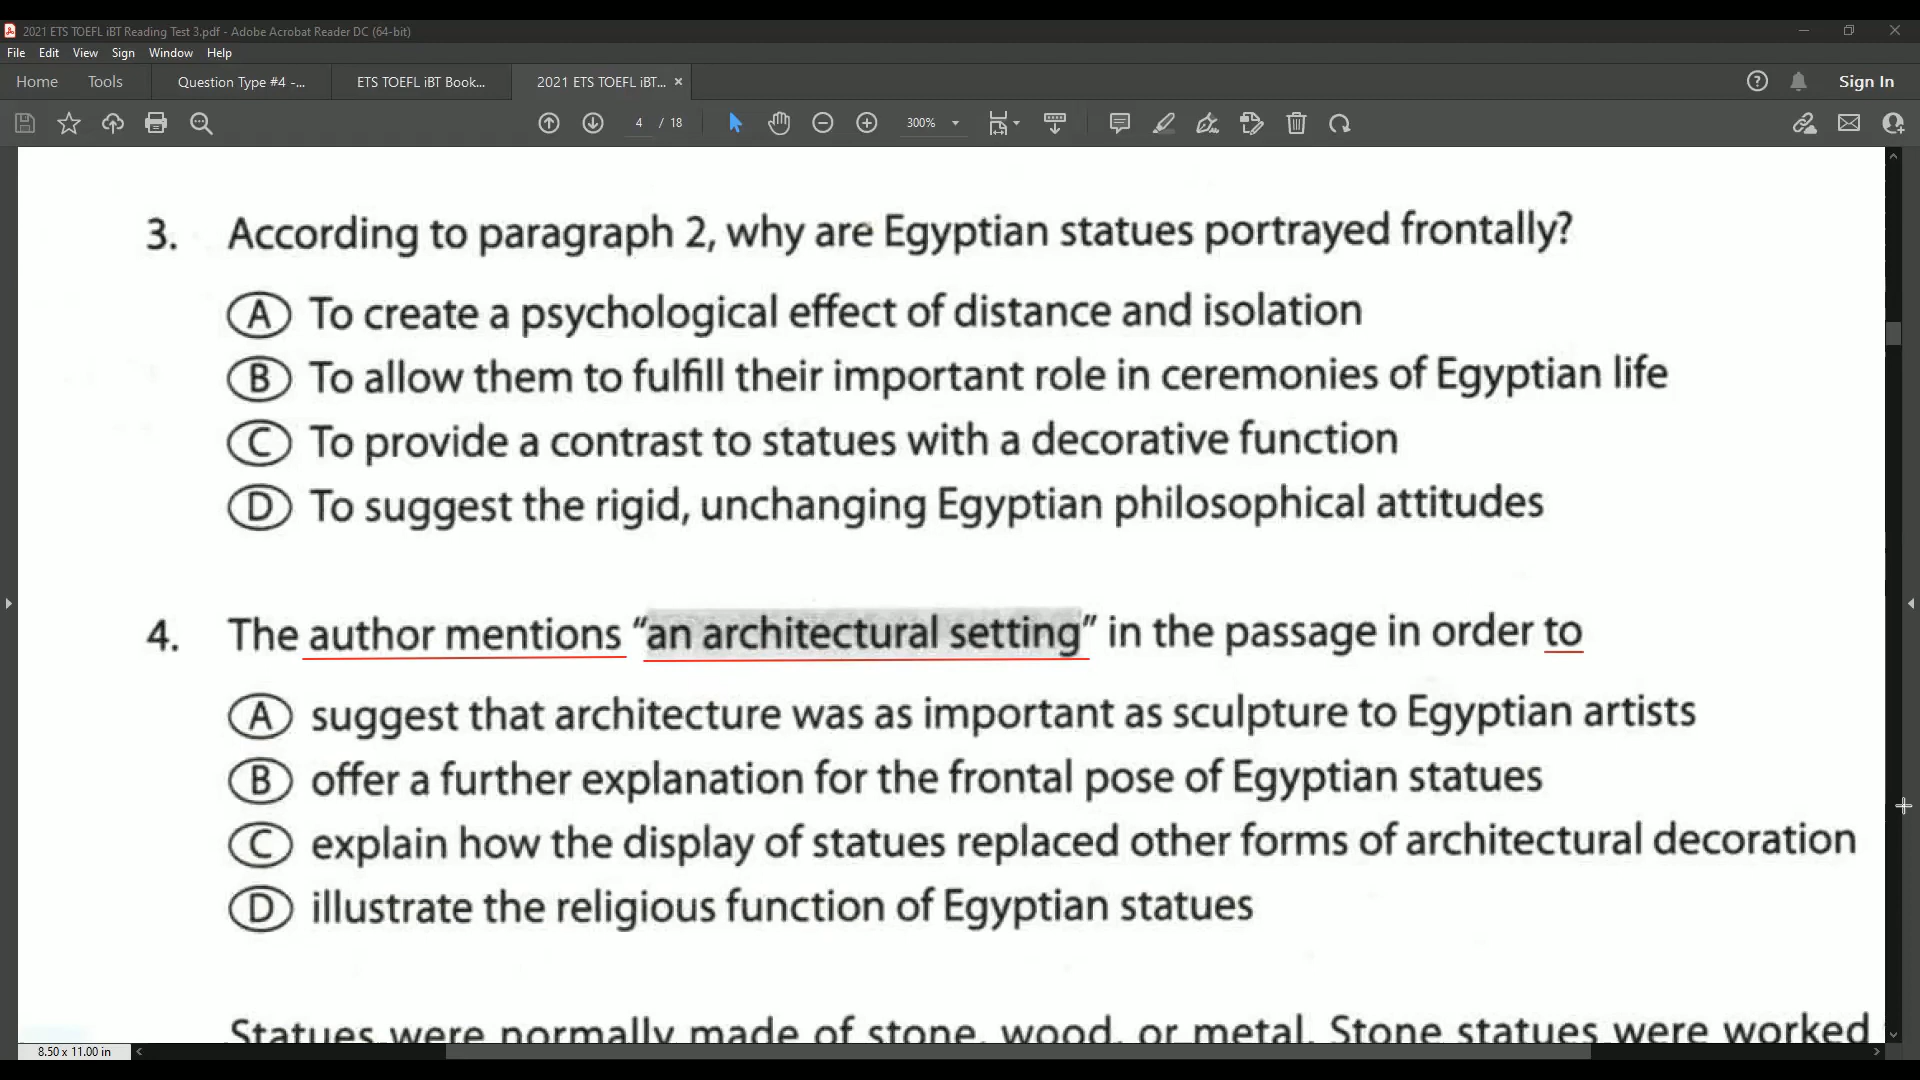 2021 ETS TOEFL iBT Reading Test 3.pdf - Adobe Acrobat Reader DC (64-bit)
File Edit View Sign Window Help
Home Tools Question Type #4 -... ETS TOEFL iBT Book... 2021 ETS TOEFL iBT... × Sign In
4 / 18 300%
3. According to paragraph 2, why are Egyptian statues portrayed frontally?
A To create a psychological effect of distance and isolation
B To allow them to fulfill their important role in ceremonies of Egyptian life
C To provide a contrast to statues with a decorative function
D To suggest the rigid, unchanging Egyptian philosophical attitudes
4. The author mentions “an architectural setting” in the passage in order to
A suggest that architecture was as important as sculpture to Egyptian artists
B offer a further explanation for the frontal pose of Egyptian statues
C explain how the display of statues replaced other forms of architectural decoration
D illustrate the religious function of Egyptian statues
Statues were normally made of stone, wood, or metal. Stone statues were worked
8.50 x 11.00 in